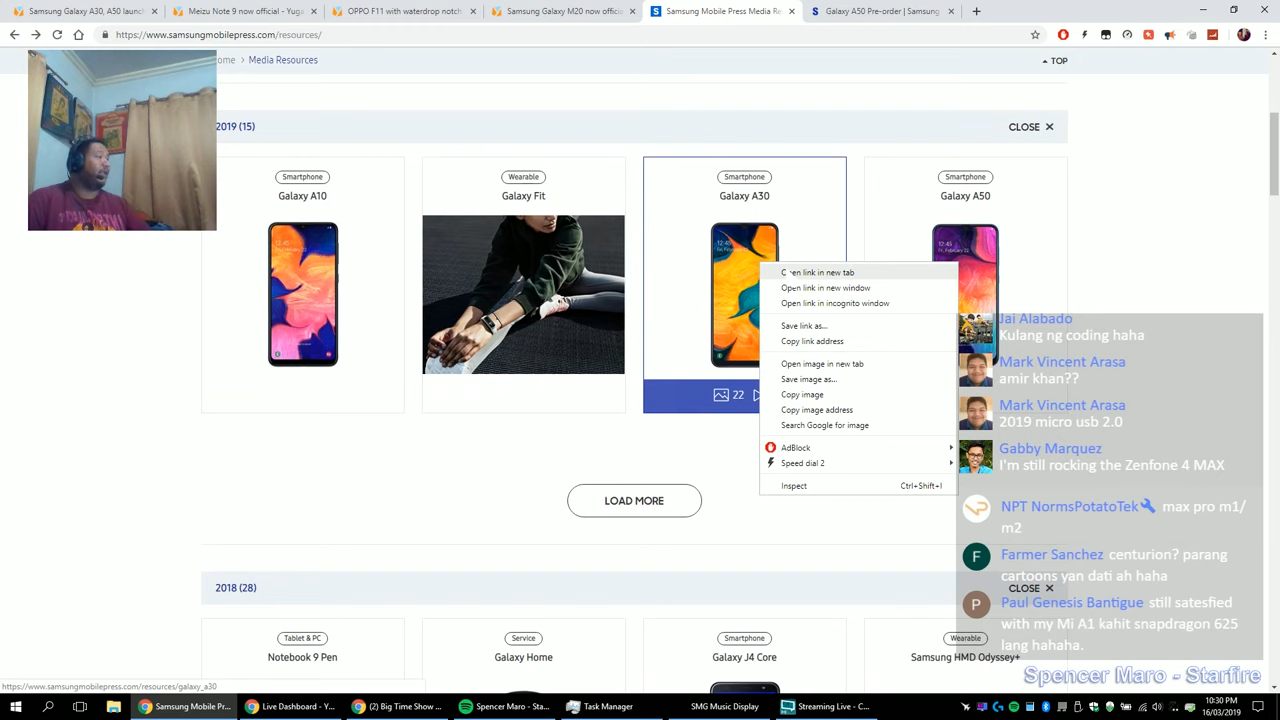 Samsung Galaxy A30, A50 launch
Meizu Note 9 now official - Yuga
OPPO F11 with waterdrop notch
Samsung Galaxy M20 now offici
Samsung Mobile Press Media Re
Galaxy A50 Pre-order | Samsung
https://www.samsungmobilepress.com/resources/
ome > Media Resources
TOP
2019 (15)
CLOSE
Smartphone
Galaxy A10
Wearable
Galaxy Fit
Smartphone
Galaxy A30
Smartphone
Galaxy A50
22
Open link in new tab
Open link in new window
Open link in incognito window
Save link as...
Copy link address
Open image in new tab
Save image as...
Copy image
Copy image address
Search Google for image
AdBlock
Speed dial 2
Inspect
Ctrl+Shift+I
LOAD MORE
Jai Alabado
Kulang ng coding haha
Mark Vincent Arasa
amir khan??
Mark Vincent Arasa
2019 micro usb 2.0
Gabby Marquez
I'm still rocking the Zenfone 4 MAX
NPT NormsPotatoTek max pro m1/
m2
Farmer Sanchez centurion? parang
cartoons yan dati ah haha
Paul Genesis Bantigue still satesfied
with my Mi A1 kahit snapdragon 625
lang hahaha.
2018 (28)
CLOSE
Tablet & PC
Notebook 9 Pen
Service
Galaxy Home
Smartphone
Galaxy J4 Core
Wearable
Samsung HMD Odyssey+
Spencer Maro - Starfire
https://www.samsungmobilepress.com/resources/galaxy_a30
Samsung Mobile Pr...
Live Dashboard - Y...
(2) Big Time Show ...
Spencer Maro - Sta...
Task Manager
SMG Music Display
Streaming Live - C...
10:30 PM
16/03/2019